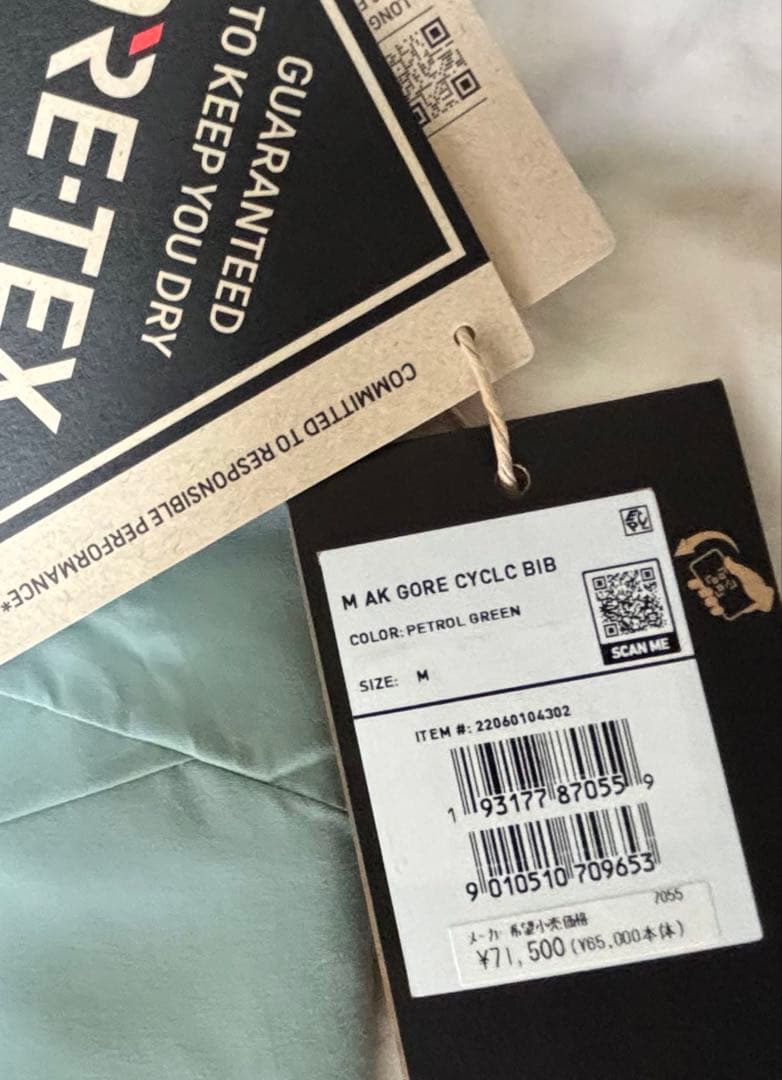 ORE-TEX
GUARANTEED
TO KEEP YOU DRY
COMMITTED TO RESPONSIBLE PERFORMANCE*
LONG
M AK GORE CYCLC BIB
COLOR: PETROL GREEN
SIZE: M
SCAN ME
ITEM #: 22060104302
1 93177 87055 9
9 010510 709653
7055
メーカー希望小売価格
¥71,500 (¥65,000本体)